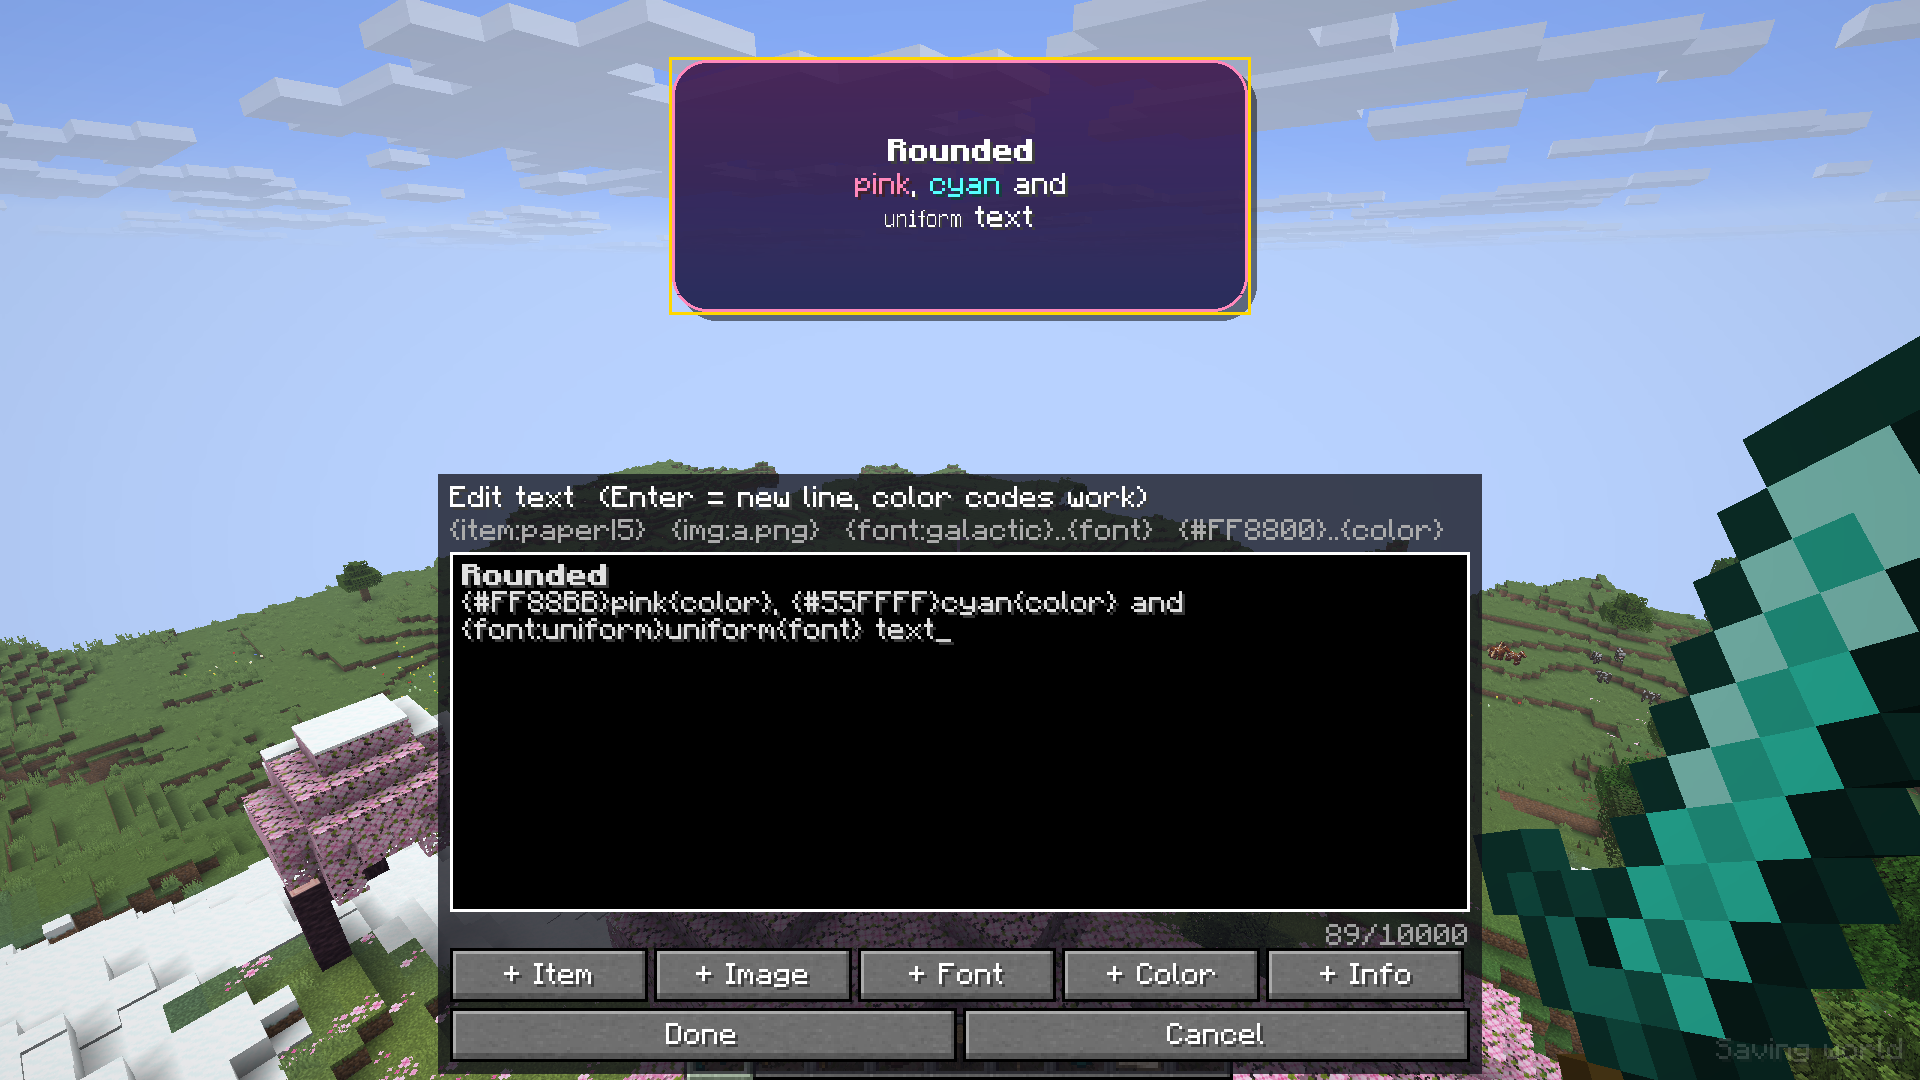 Rounded
pink, cyan and
uniform text
Edit text (Enter = new line, color codes work)
{item:paper|5} {img:a.png} {font:galactic}..{font} {#FF8800}..{color}
Rounded
{#FF88BB}pink{color}, {#55FFFF}cyan{color} and
{font:uniform}uniform{font} text_
89/10000
+ Item
+ Image
+ Font
+ Color
+ Info
Done
Cancel
Saving world